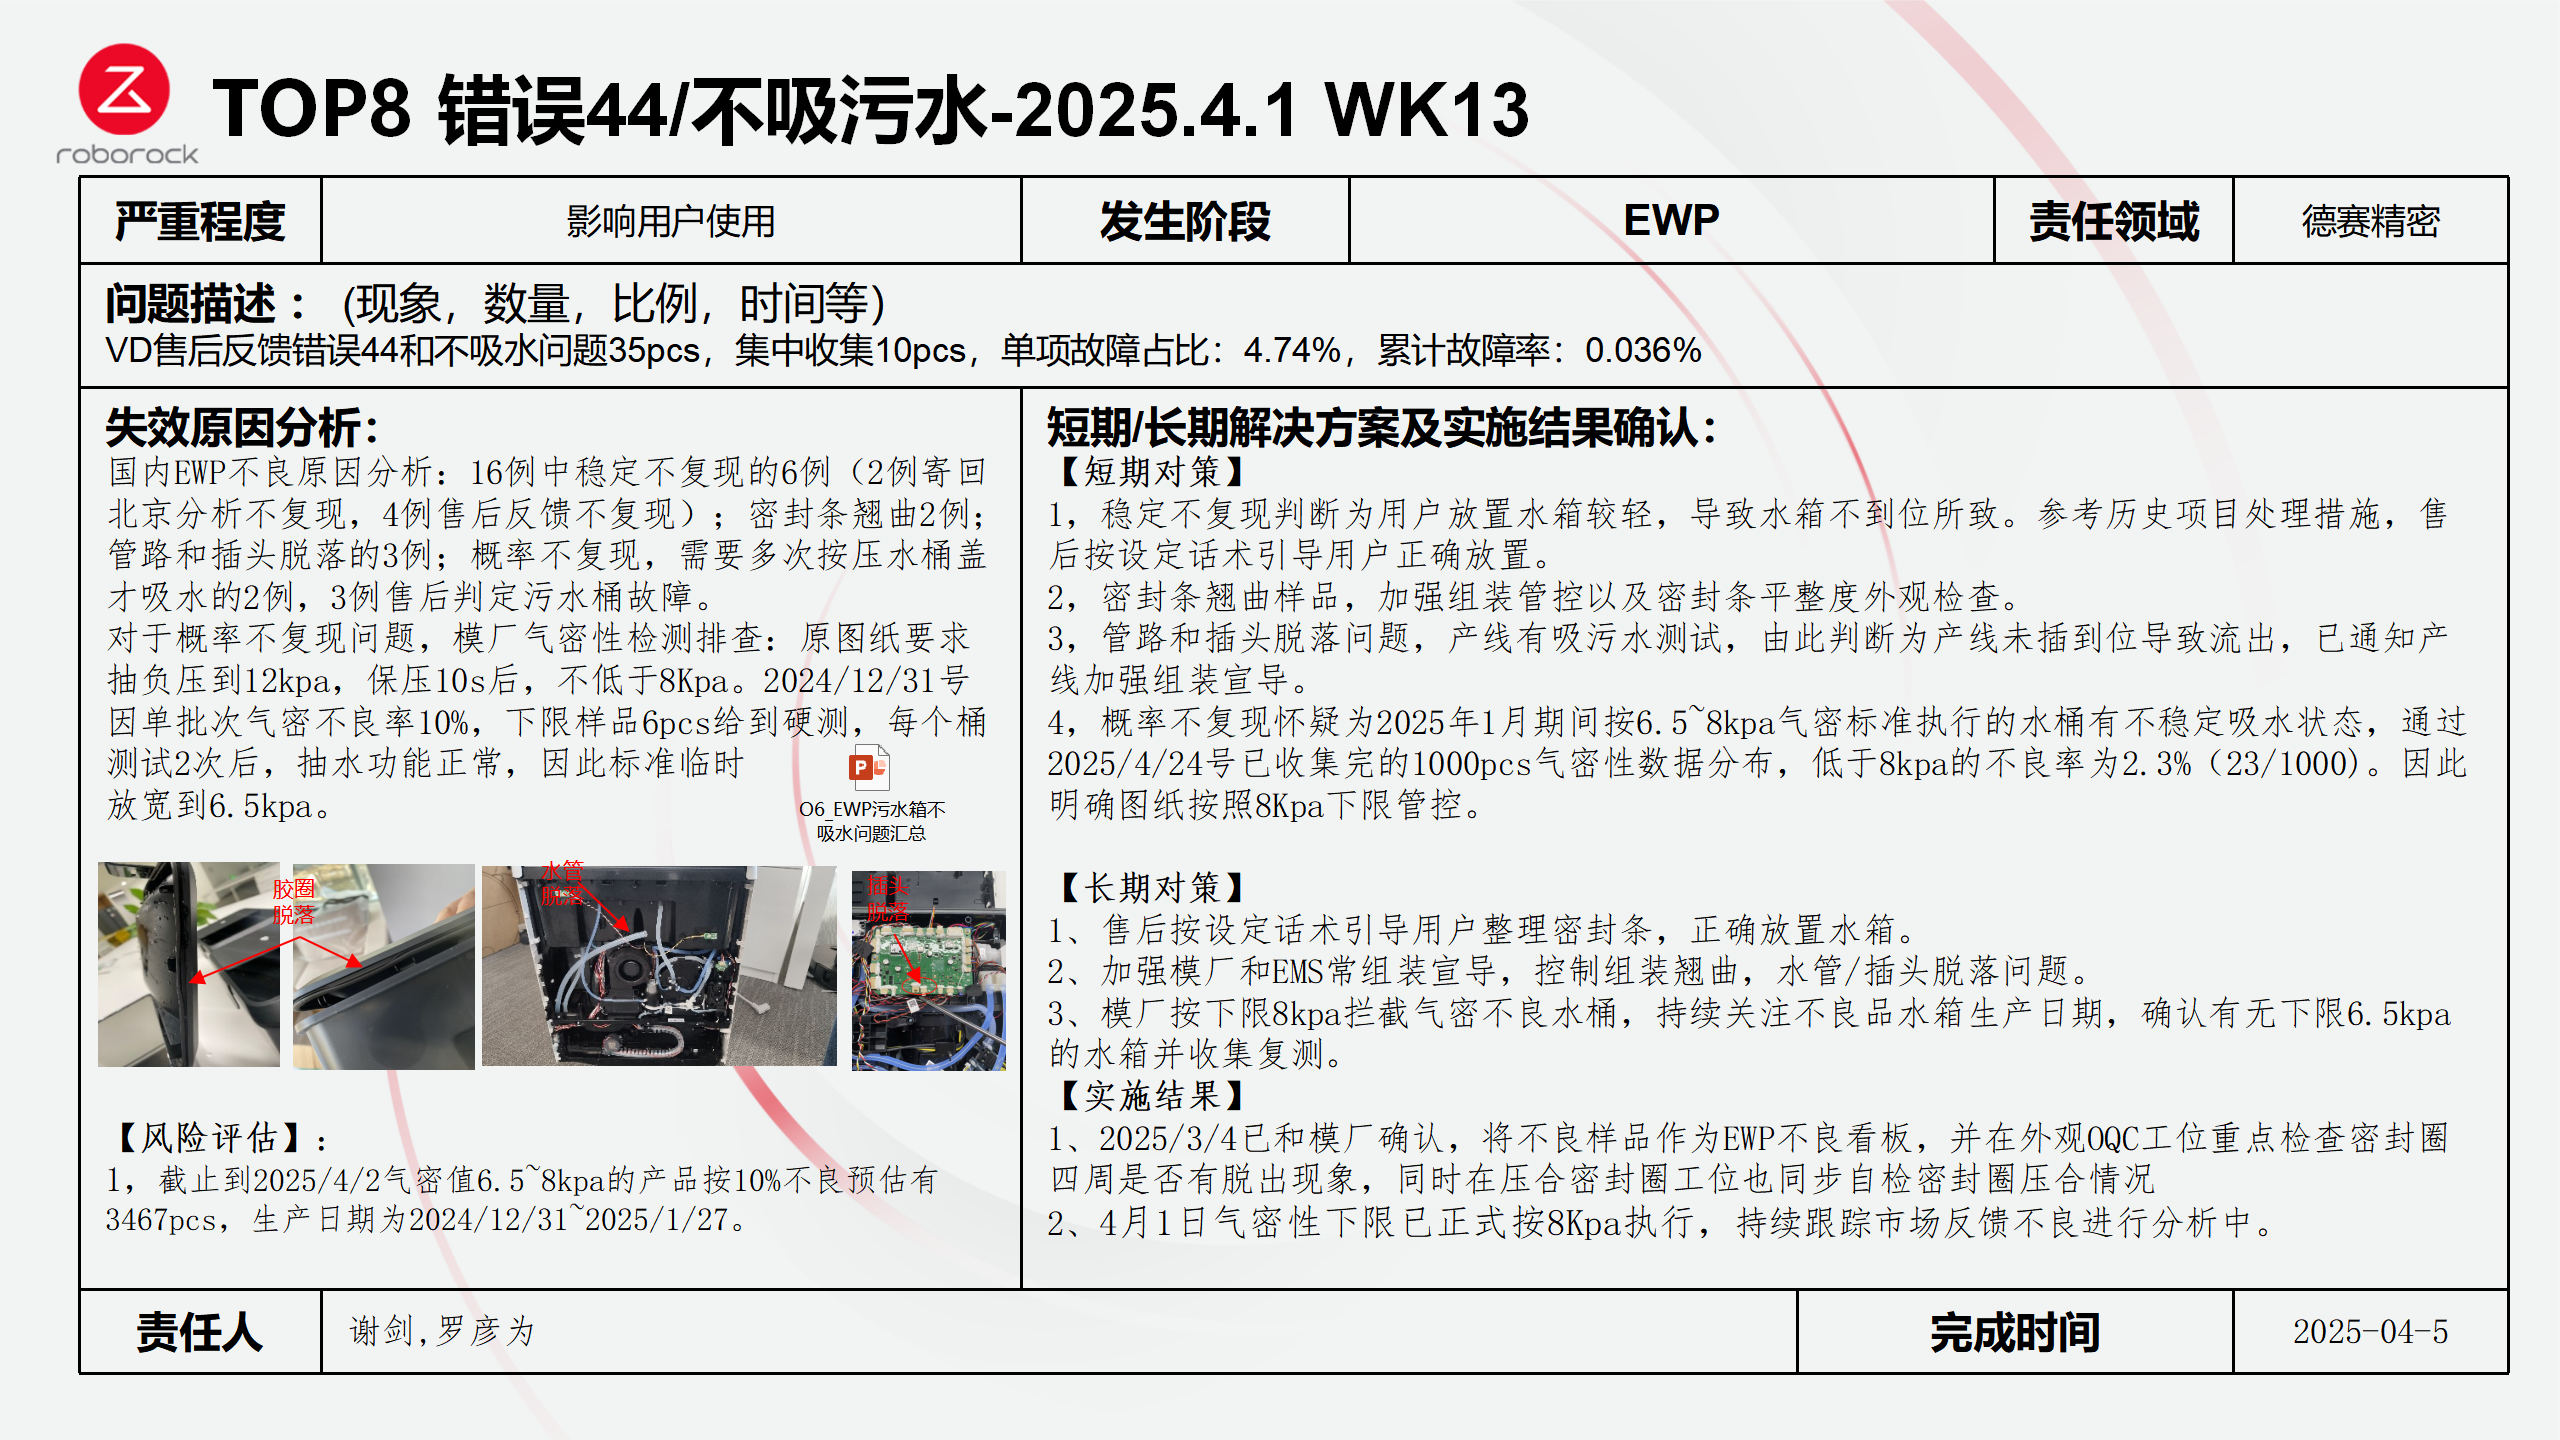 roborock
TOP8 错误44/不吸污水-2025.4.1 WK13
严重程度
影响用户使用
发生阶段
EWP
责任领域
德赛精密
问题描述 ： (现象，数量，比例，时间等)
VD售后反馈错误44和不吸水问题35pcs，集中收集10pcs，单项故障占比：4.74%，累计故障率：0.036%
失效原因分析：
国内EWP不良原因分析：16例中稳定不复现的6例（2例寄回
北京分析不复现，4例售后反馈不复现）；密封条翘曲2例；
管路和插头脱落的3例；概率不复现，需要多次按压水桶盖
才吸水的2例，3例售后判定污水桶故障。
对于概率不复现问题，模厂气密性检测排查：原图纸要求
抽负压到12kpa，保压10s后，不低于8Kpa。2024/12/31号
因单批次气密不良率10%，下限样品6pcs给到硬测，每个桶
测试2次后，抽水功能正常，因此标准临时
放宽到6.5kpa。
O6_EWP污水箱不
吸水问题汇总
胶圈
脱落
水管
脱落
插头
脱落
【风险评估】：
1，截止到2025/4/2气密值6.5~8kpa的产品按10%不良预估有
3467pcs，生产日期为2024/12/31~2025/1/27。
短期/长期解决方案及实施结果确认：
【短期对策】
1，稳定不复现判断为用户放置水箱较轻，导致水箱不到位所致。参考历史项目处理措施，售
后按设定话术引导用户正确放置。
2，密封条翘曲样品，加强组装管控以及密封条平整度外观检查。
3，管路和插头脱落问题，产线有吸污水测试，由此判断为产线未插到位导致流出，已通知产
线加强组装宣导。
4，概率不复现怀疑为2025年1月期间按6.5~8kpa气密标准执行的水桶有不稳定吸水状态，通过
2025/4/24号已收集完的1000pcs气密性数据分布，低于8kpa的不良率为2.3%（23/1000)。因此
明确图纸按照8Kpa下限管控。
【长期对策】
1、售后按设定话术引导用户整理密封条，正确放置水箱。
2、加强模厂和EMS常组装宣导，控制组装翘曲，水管/插头脱落问题。
3、模厂按下限8kpa拦截气密不良水桶，持续关注不良品水箱生产日期，确认有无下限6.5kpa
的水箱并收集复测。
【实施结果】
1、2025/3/4已和模厂确认，将不良样品作为EWP不良看板，并在外观OQC工位重点检查密封圈
四周是否有脱出现象，同时在压合密封圈工位也同步自检密封圈压合情况
2、4月1日气密性下限已正式按8Kpa执行，持续跟踪市场反馈不良进行分析中。
责任人
谢剑,罗彦为
完成时间
2025-04-5